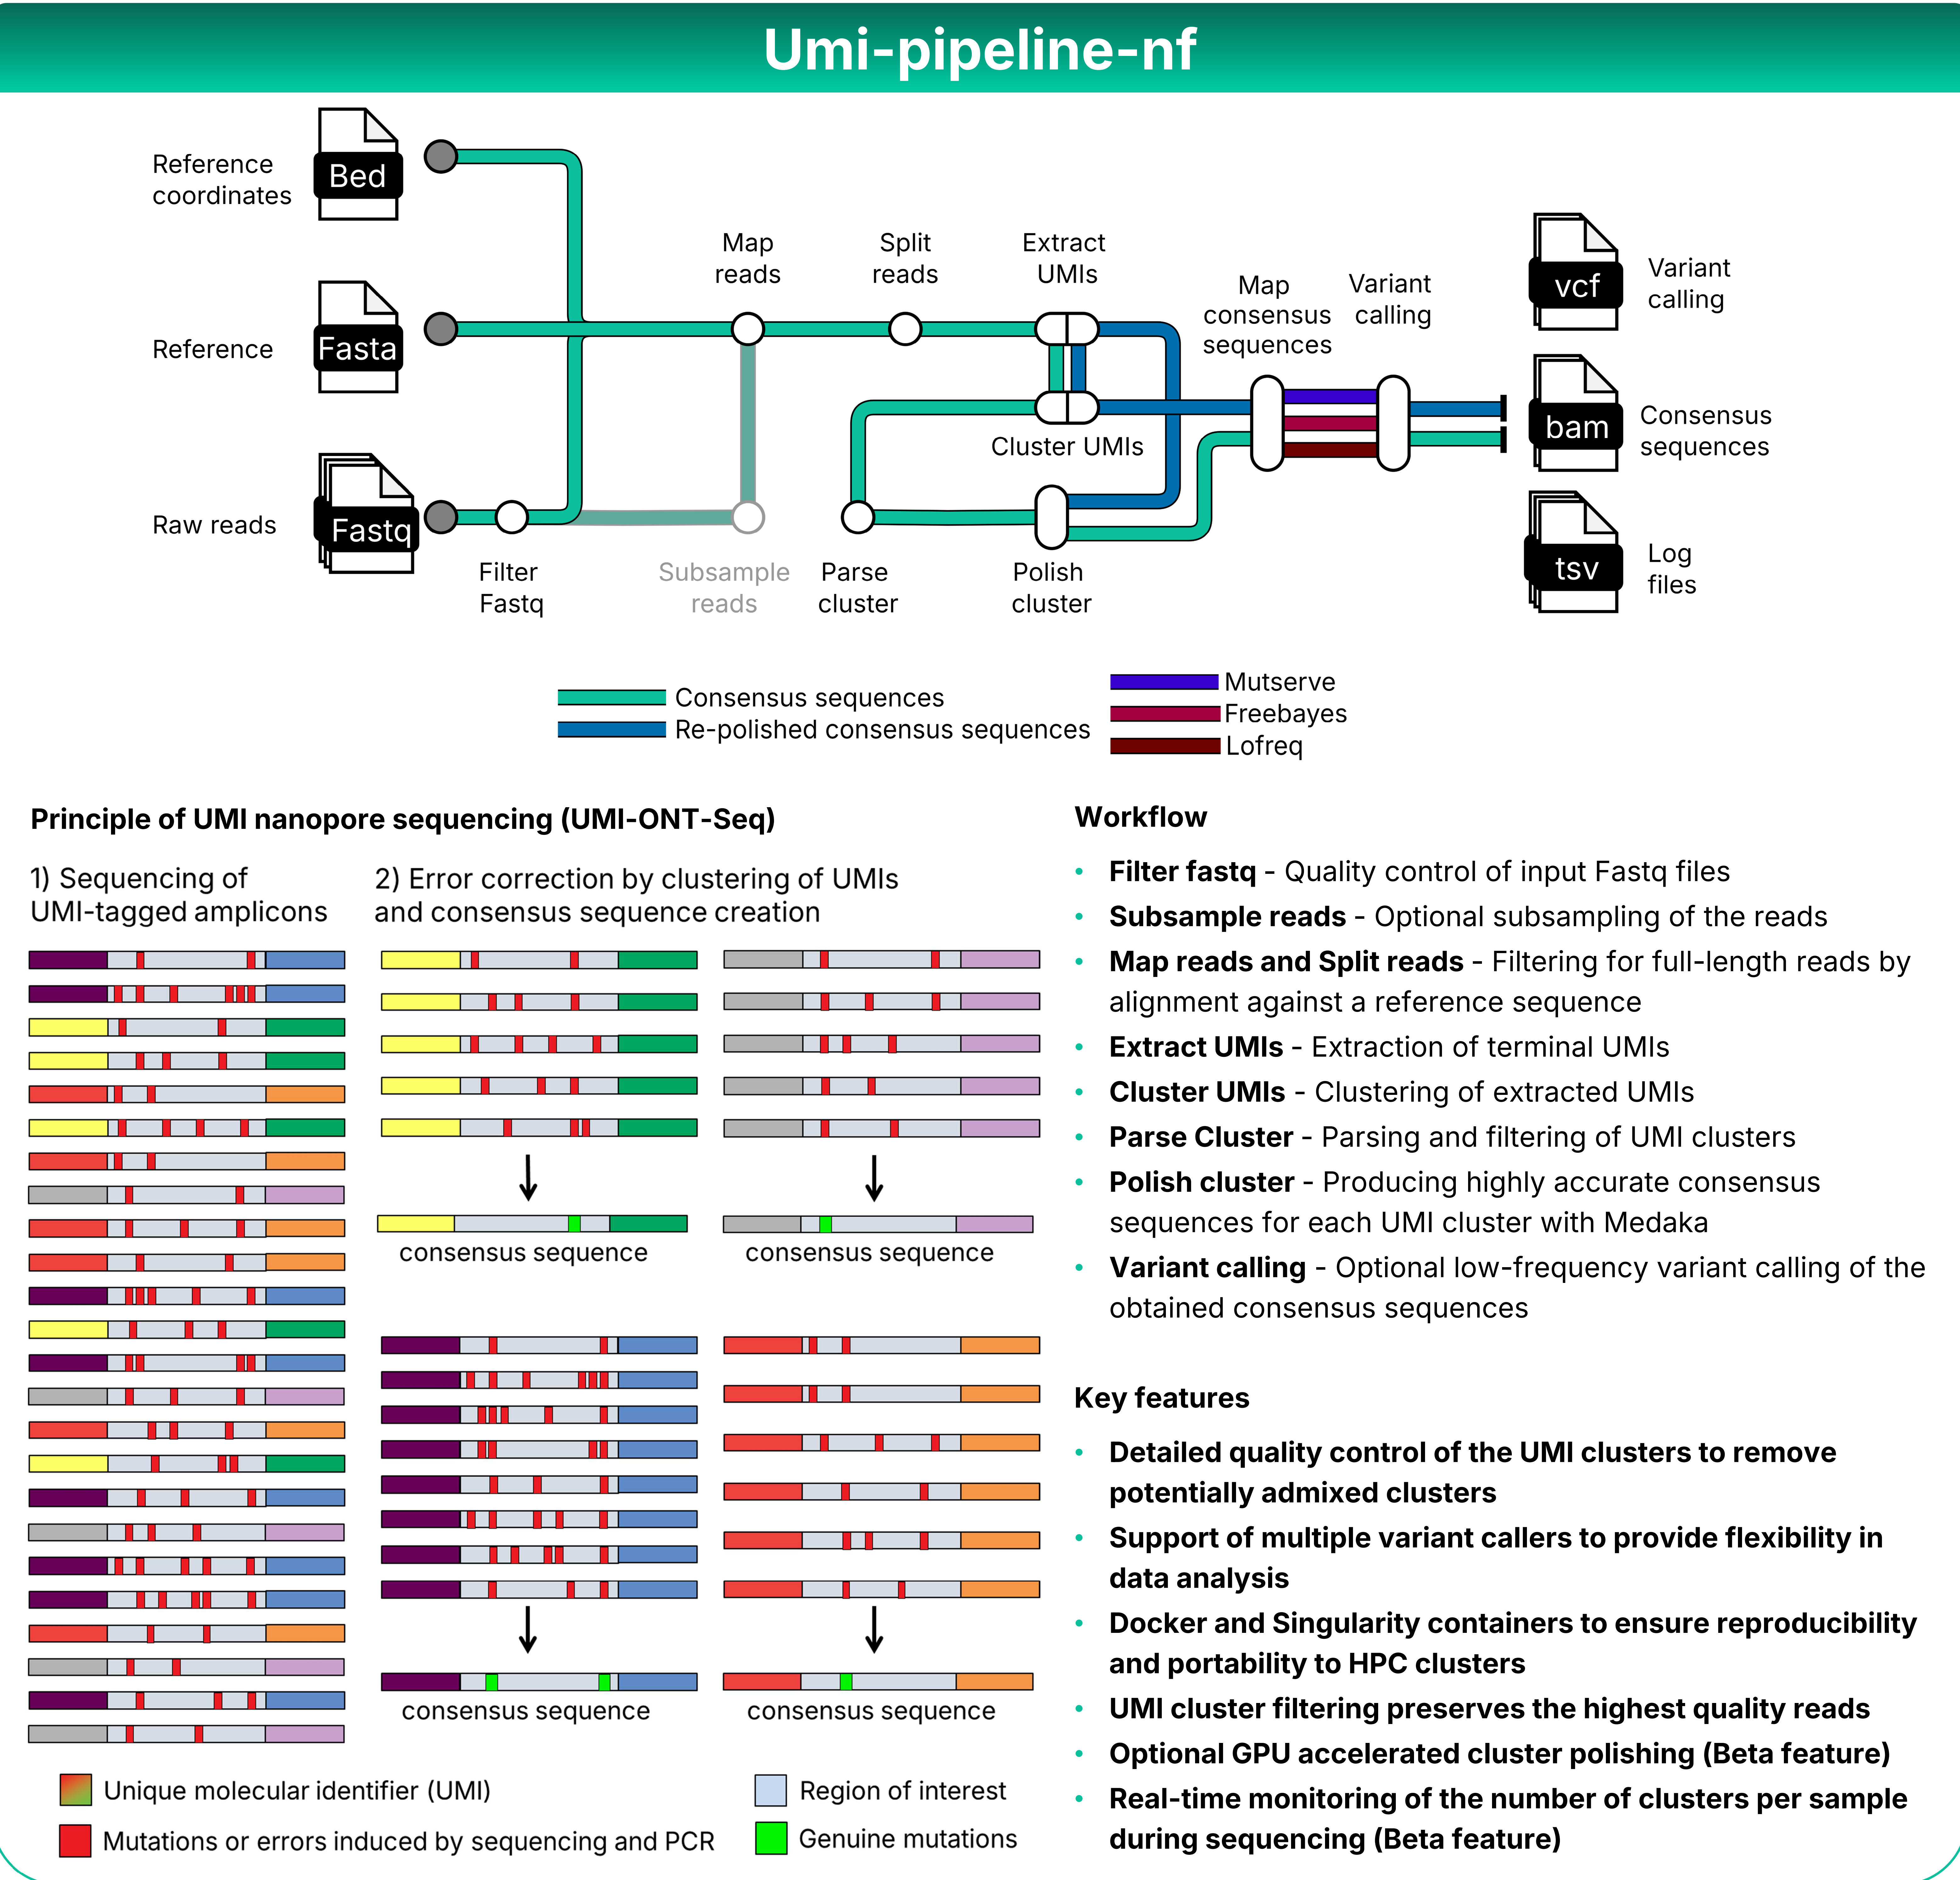 Umi-pipeline-nf
Reference
coordinates
Bed
Reference
Fasta
Raw reads
Fastq
Filter
Fastq
Map
reads
Split
reads
Extract
UMIs
Subsample
reads
Parse
cluster
Cluster UMIs
Polish
cluster
Map
consensus
sequences
Variant
calling
vcf
Variant
calling
bam
Consensus
sequences
tsv
Log
files
Consensus sequences
Re-polished consensus sequences
Mutserve
Freebayes
Lofreq
Principle of UMI nanopore sequencing (UMI-ONT-Seq)
1) Sequencing of
UMI-tagged amplicons
2) Error correction by clustering of UMIs
and consensus sequence creation
consensus sequence
consensus sequence
consensus sequence
consensus sequence
Unique molecular identifier (UMI)
Mutations or errors induced by sequencing and PCR
Region of interest
Genuine mutations
Workflow
• Filter fastq - Quality control of input Fastq files
• Subsample reads - Optional subsampling of the reads
• Map reads and Split reads - Filtering for full-length reads by
alignment against a reference sequence
• Extract UMIs - Extraction of terminal UMIs
• Cluster UMIs - Clustering of extracted UMIs
• Parse Cluster - Parsing and filtering of UMI clusters
• Polish cluster - Producing highly accurate consensus
sequences for each UMI cluster with Medaka
• Variant calling - Optional low-frequency variant calling of the
obtained consensus sequences
Key features
• Detailed quality control of the UMI clusters to remove
potentially admixed clusters
• Support of multiple variant callers to provide flexibility in
data analysis
• Docker and Singularity containers to ensure reproducibility
and portability to HPC clusters
• UMI cluster filtering preserves the highest quality reads
• Optional GPU accelerated cluster polishing (Beta feature)
• Real-time monitoring of the number of clusters per sample
during sequencing (Beta feature)